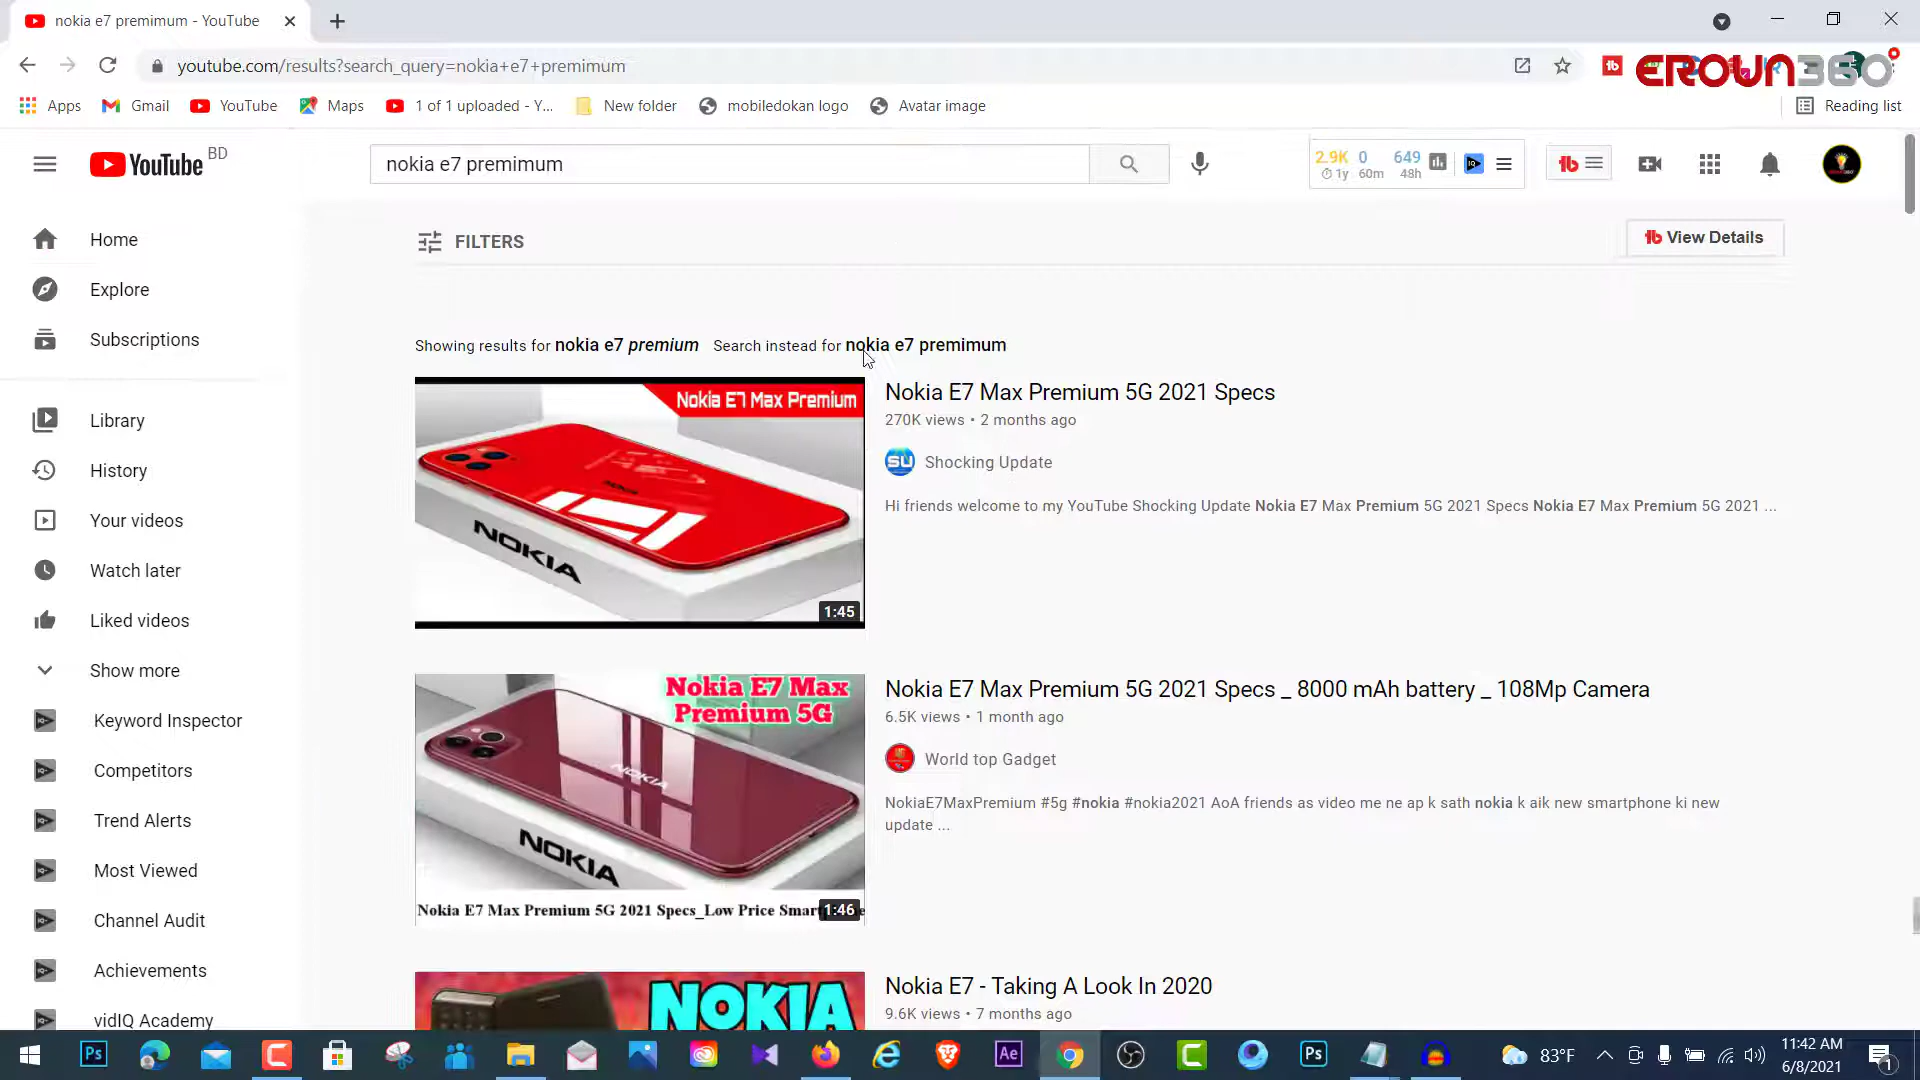 nokia e7 premimum - YouTube
youtube.com/results?search_query=nokia+e7+premimum
EROWN360
Apps Gmail YouTube Maps 1 of 1 uploaded - Y... New folder mobiledokan logo Avatar image Reading list
YouTube BD
nokia e7 premimum
2.9K 0 649
1y 60m 48h
Home
Explore
Subscriptions
Library
History
Your videos
Watch later
Liked videos
Show more
Keyword Inspector
Competitors
Trend Alerts
Most Viewed
Channel Audit
Achievements
vidIQ Academy
FILTERS
View Details
Showing results for nokia e7 premium Search instead for nokia e7 premimum
Nokia E7 Max Premium
NOKIA
1:45
Nokia E7 Max Premium 5G 2021 Specs
270K views • 2 months ago
SU Shocking Update
Hi friends welcome to my YouTube Shocking Update Nokia E7 Max Premium 5G 2021 Specs Nokia E7 Max Premium 5G 2021 ...
Nokia E7 Max
Premium 5G
NOKIA
NOKIA
Nokia E7 Max Premium 5G 2021 Specs_Low Price
1:46
Nokia E7 Max Premium 5G 2021 Specs _ 8000 mAh battery _ 108Mp Camera
6.5K views • 1 month ago
World top Gadget
NokiaE7MaxPremium #5g #nokia #nokia2021 AoA friends as video me ne ap k sath nokia k aik new smartphone ki new
update ...
NOKIA
Nokia E7 - Taking A Look In 2020
9.6K views • 7 months ago
Ps Ae Ps 83°F 11:42 AM
6/8/2021
1